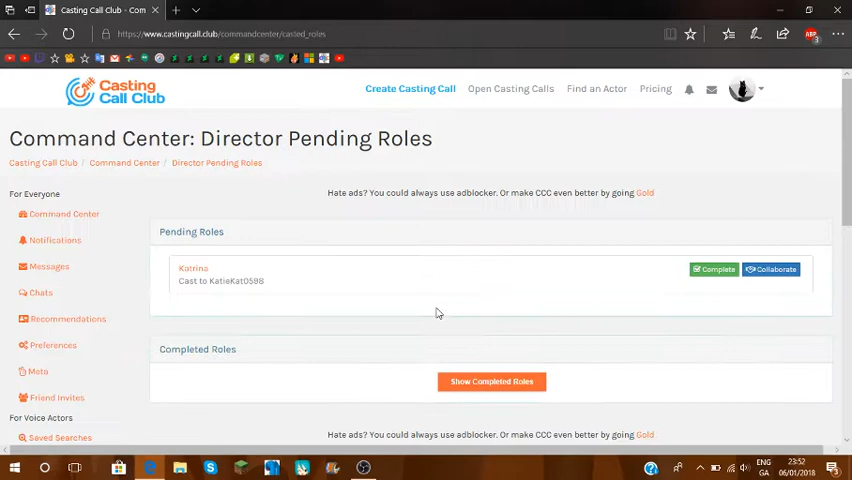 Casting Call Club - Com
https://www.castingcall.club/commandcenter/casted_roles
ABP
3
Casting
Call Club
Create Casting Call
Open Casting Calls
Find an Actor
Pricing
Command Center: Director Pending Roles
Casting Call Club / Command Center / Director Pending Roles
For Everyone
Hate ads? You could always use adblocker. Or make CCC even better by going Gold
Command Center
Notifications
Messages
Chats
Recommendations
Preferences
Meta
Friend Invites
For Voice Actors
Saved Searches
Pending Roles
Katrina
Cast to KatieKat0598
Complete
Collaborate
Completed Roles
Show Completed Roles
Hate ads? You could always use adblocker. Or make CCC even better by going Gold
ENG
GA
23:52
06/01/2018
3